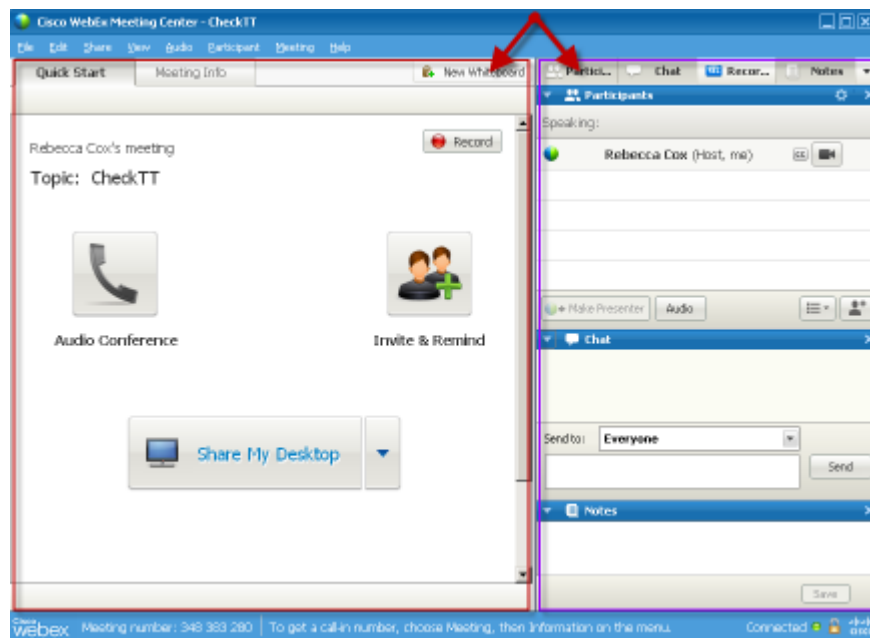 Cisco WebEx Meeting Center - CheckTT
File Edit Share View Audio Participant Meeting Help
Quick Start Meeting Info New Whiteboard
Partici... Chat Recor... Notes
Participants
Speaking:
Rebecca Cox's meeting
Record
Rebecca Cox (Host, me)
Topic: CheckTT
Make Presenter Audio
Audio Conference
Invite & Remind
Chat
Share My Desktop
Send to: Everyone
Send
Notes
Save
Cisco
webex Meeting number: 348 383 280 To get a call-in number, choose Meeting, then Information on the menu. Connected